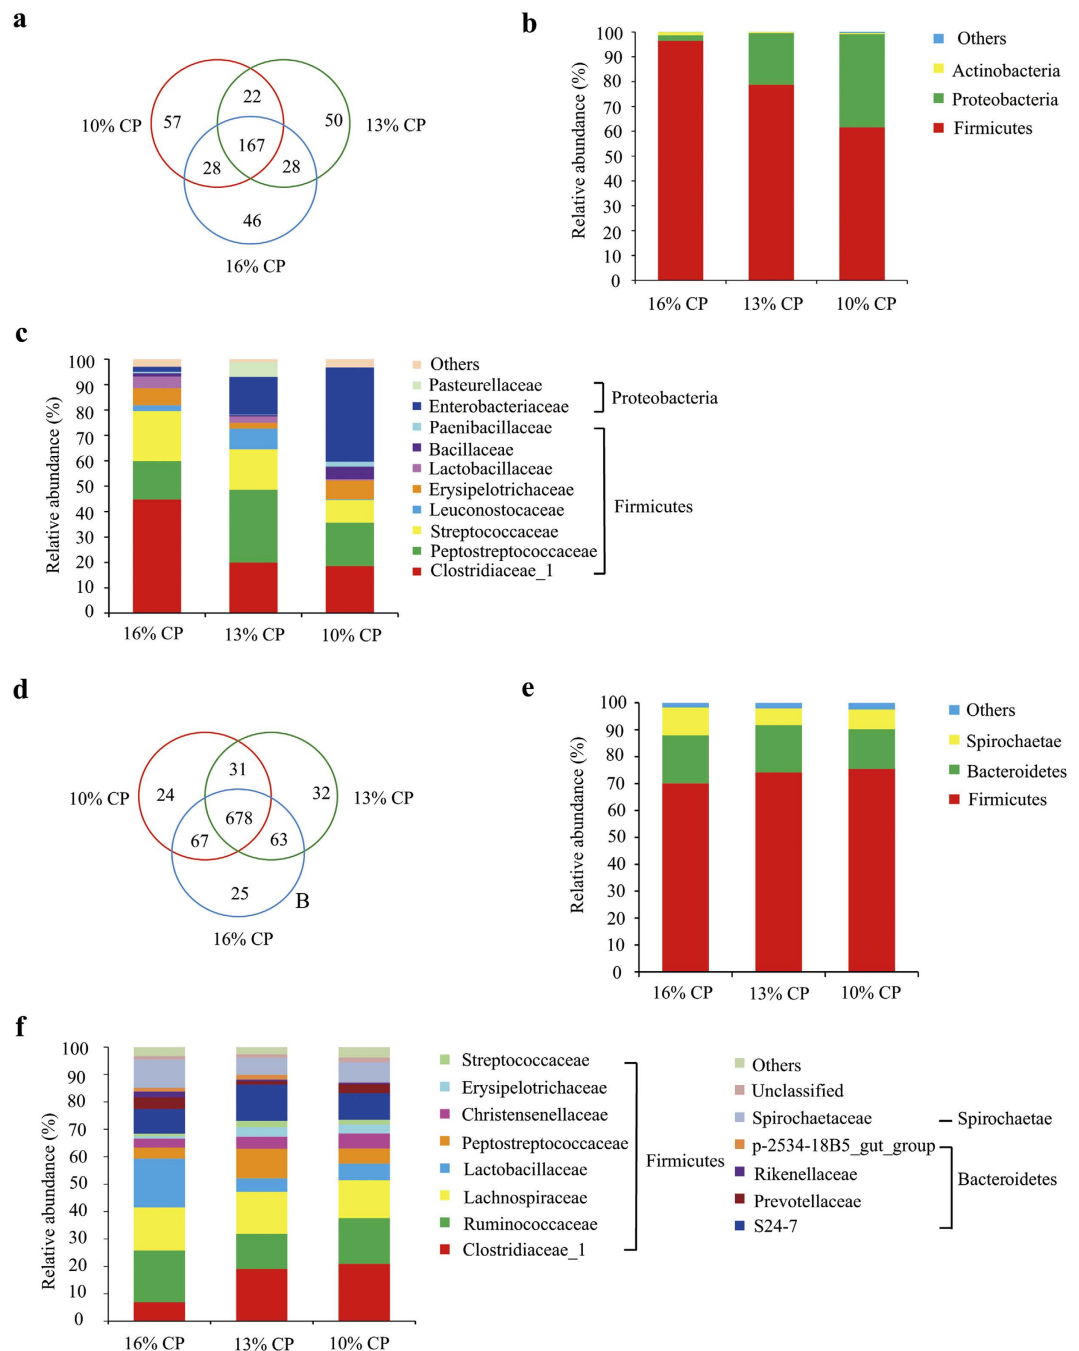 a
10% CP
57
22
50
13% CP
167
28
28
46
16% CP
b
Relative abundance (%)
100
90
80
70
60
50
40
30
20
10
0
16% CP
13% CP
10% CP
Others
Actinobacteria
Proteobacteria
Firmicutes
c
Relative abundance (%)
100
90
80
70
60
50
40
30
20
10
0
16% CP
13% CP
10% CP
Others
Pasteurellaceae
Enterobacteriaceae
Paenibacillaceae
Bacillaceae
Lactobacillaceae
Erysipelotrichaceae
Leuconostocaceae
Streptococcaceae
Peptostreptococcaceae
Clostridiaceae_1
Proteobacteria
Firmicutes
d
10% CP
24
31
32
13% CP
678
67
63
25
B
16% CP
e
Relative abundance (%)
100
90
80
70
60
50
40
30
20
10
0
16% CP
13% CP
10% CP
Others
Spirochaetae
Bacteroidetes
Firmicutes
f
Relative abundance (%)
100
90
80
70
60
50
40
30
20
10
0
16% CP
13% CP
10% CP
Streptococcaceae
Erysipelotrichaceae
Christensenellaceae
Peptostreptococcaceae
Lactobacillaceae
Lachnospiraceae
Ruminococcaceae
Clostridiaceae_1
Firmicutes
Others
Unclassified
Spirochaetaceae
p-2534-18B5_gut_group
Rikenellaceae
Prevotellaceae
S24-7
Spirochaetae
Bacteroidetes